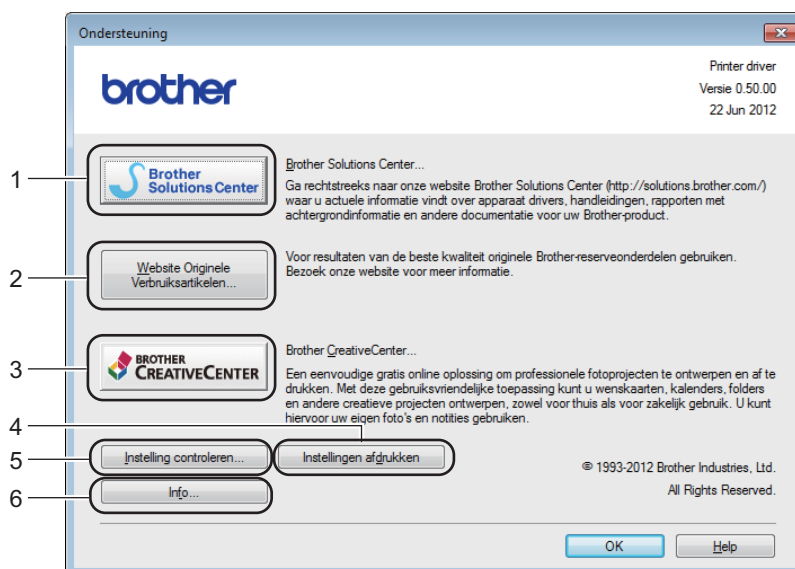 Ondersteuning
brother
Printer driver
Versie 0.50.00
22 Jun 2012
1
Brother
Solutions Center
Brother Solutions Center...
Ga rechtstreeks naar onze website Brother Solutions Center (http://solutions.brother.com/)
waar u actuele informatie vindt over apparaat drivers, handleidingen, rapporten met
achtergrondinformatie en andere documentatie voor uw Brother-product.
2
Website Originele
Verbruiksartikelen...
Voor resultaten van de beste kwaliteit originele Brother-reserveonderdelen gebruiken.
Bezoek onze website voor meer informatie.
3
BROTHER
CREATIVECENTER
Brother CreativeCenter...
Een eenvoudige gratis online oplossing om professionele fotoprojecten te ontwerpen en af te
drukken. Met deze gebruiksvriendelijke toepassing kunt u wenskaarten, kalenders, folders
en andere creatieve projecten ontwerpen, zowel voor thuis als voor zakelijk gebruik. U kunt
hiervoor uw eigen foto's en notities gebruiken.
4
5
Instelling controleren...
Instellingen afdrukken
6
Info...
© 1993-2012 Brother Industries, Ltd.
All Rights Reserved.
OK
Help